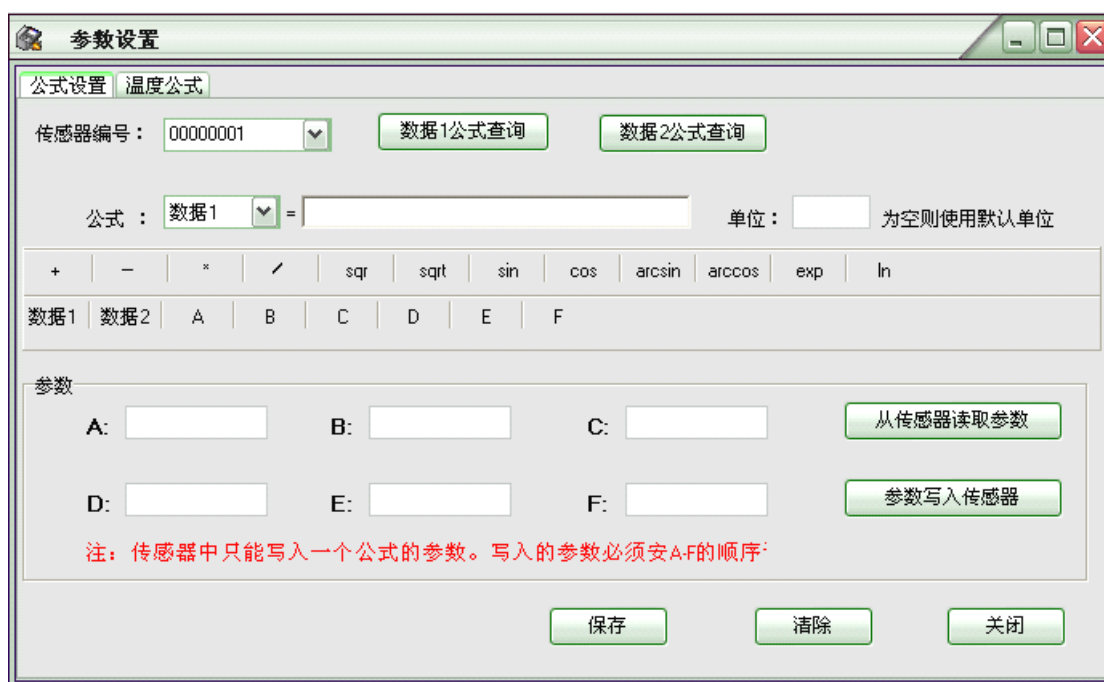 参数设置
公式设置 温度公式
传感器编号： 00000001 数据1公式查询 数据2公式查询
公式 ： 数据1 = 单位： 为空则使用默认单位
+ － * ／ sqr sqrt sin cos arcsin arccos exp ln
数据1 数据2 A B C D E F
参数
A: B: C: 从传感器读取参数
D: E: F: 参数写入传感器
注：传感器中只能写入一个公式的参数。写入的参数必须安A-F的顺序
保存 清除 关闭